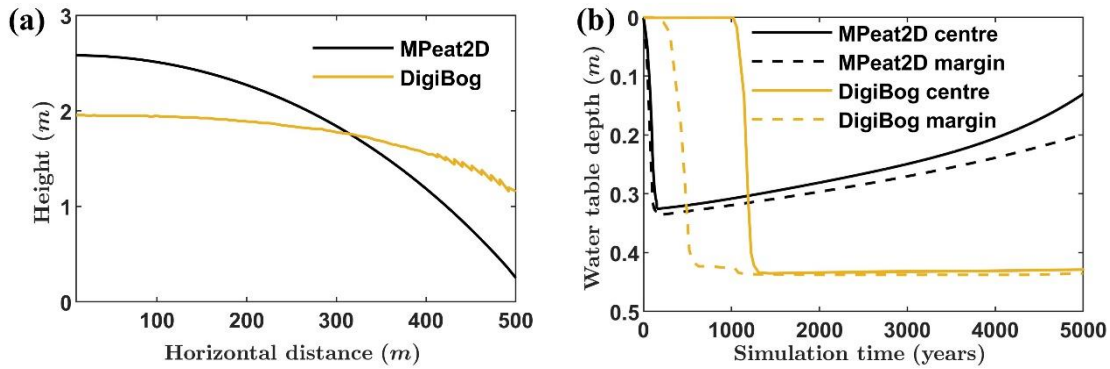 (a)
3
2
1
0
Height (m)
MPeat2D
DigiBog
100
200
300
400
500
Horizontal distance (m)
(b)
0
0.1
0.2
0.3
0.4
0.5
Water table depth (m)
MPeat2D centre
MPeat2D margin
DigiBog centre
DigiBog margin
0
1000
2000
3000
4000
5000
Simulation time (years)